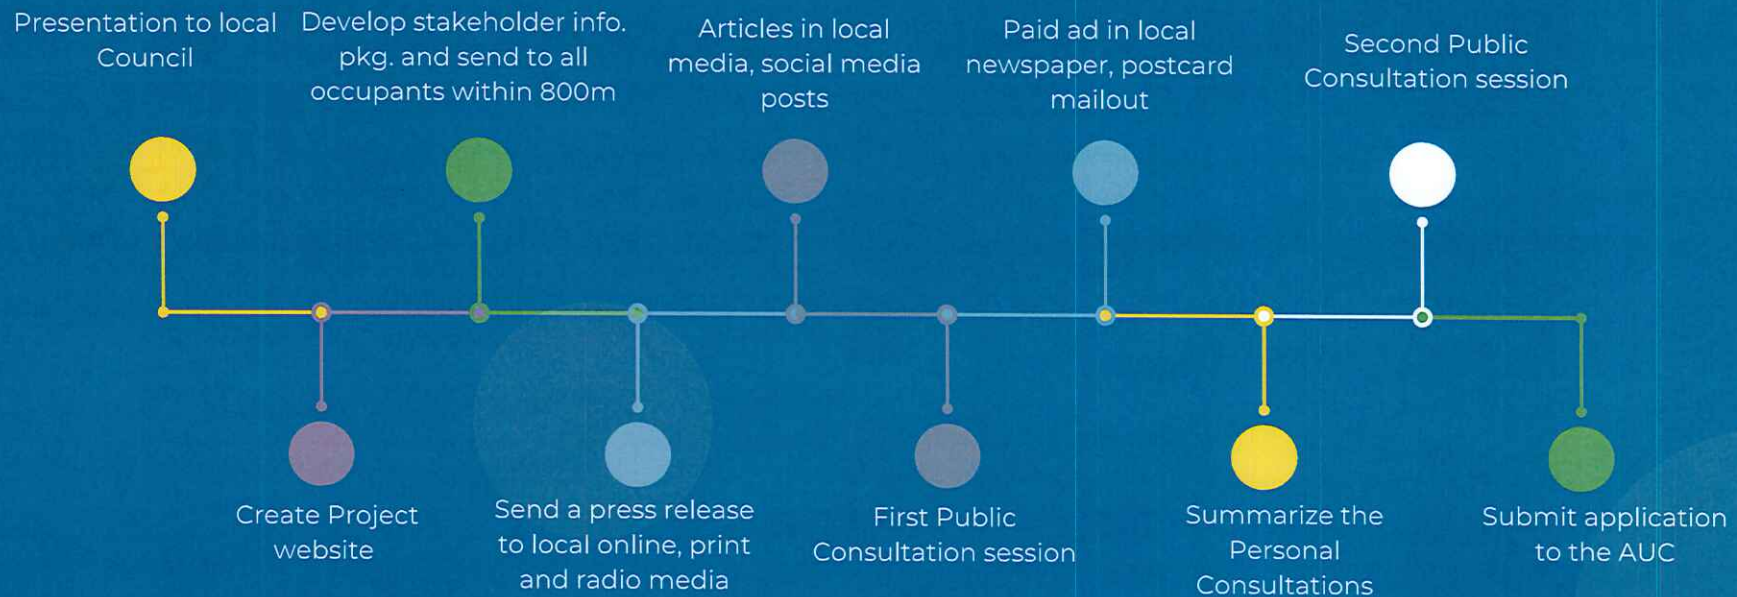 Presentation to local
Council
Develop stakeholder info.
pkg. and send to all
occupants within 800m
Articles in local
media, social media
posts
Paid ad in local
newspaper, postcard
mailout
Second Public
Consultation session
Create Project
website
Send a press release
to local online, print
and radio media
First Public
Consultation session
Summarize the
Personal
Consultations
Submit application
to the AUC